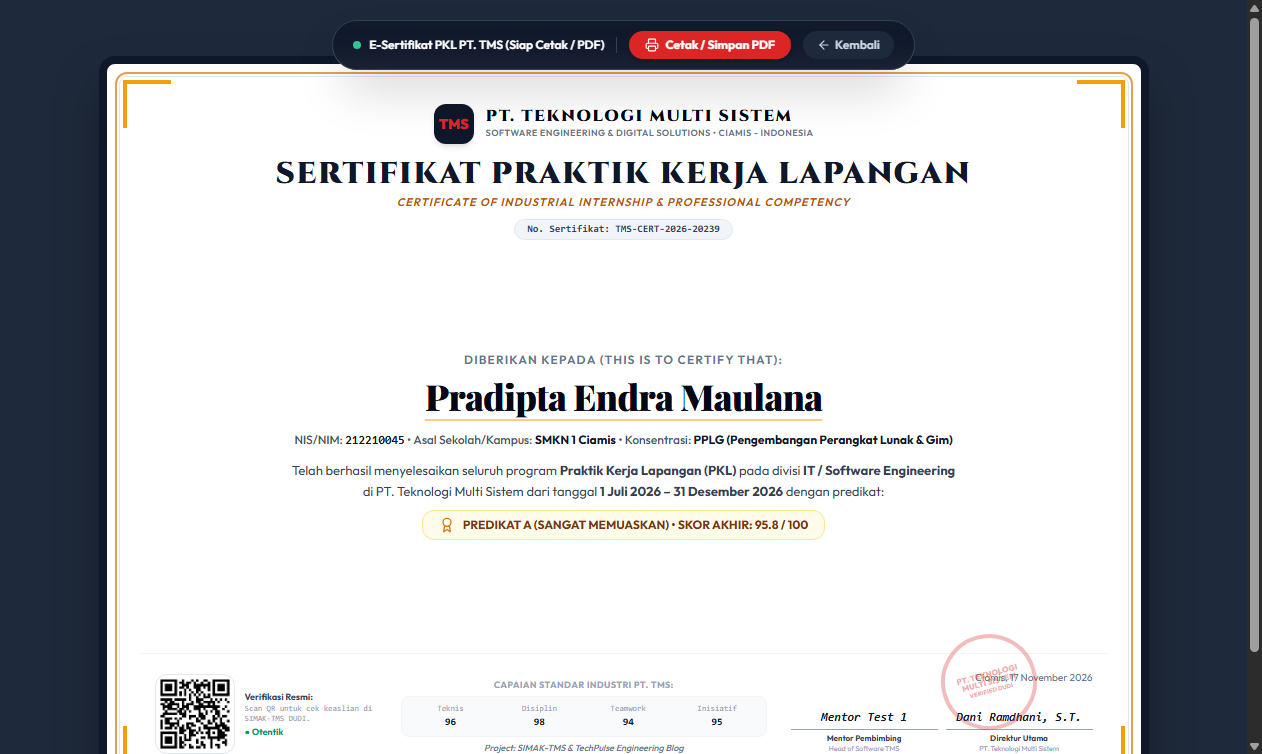 E-Sertifikat PKL PT. TMS (Siap Cetak / PDF)
Cetak / Simpan PDF
Kembali
TMS
PT. TEKNOLOGI MULTI SISTEM
SOFTWARE ENGINEERING & DIGITAL SOLUTIONS • CIAMIS - INDONESIA
SERTIFIKAT PRAKTIK KERJA LAPANGAN
CERTIFICATE OF INDUSTRIAL INTERNSHIP & PROFESSIONAL COMPETENCY
No. Sertifikat: TMS-CERT-2026-20239
DIBERIKAN KEPADA (THIS IS TO CERTIFY THAT):
Pradipta Endra Maulana
NIS/NIM: 212210045 • Asal Sekolah/Kampus: SMKN 1 Ciamis • Konsentrasi: PPLG (Pengembangan Perangkat Lunak & Gim)
Telah berhasil menyelesaikan seluruh program Praktik Kerja Lapangan (PKL) pada divisi IT / Software Engineering
di PT. Teknologi Multi Sistem dari tanggal 1 Juli 2026 – 31 Desember 2026 dengan predikat:
PREDIKAT A (SANGAT MEMUASKAN) • SKOR AKHIR: 95.8 / 100
Verifikasi Resmi:
Scan QR untuk cek keaslian di
SIMAK-TMS DUDI.
• Otentik
CAPAIAN STANDAR INDUSTRI PT. TMS:
Teknis Disiplin Teamwork Inisiatif
96 98 94 95
Project: SIMAK-TMS & TechPulse Engineering Blog
Ciamis, 17 November 2026
PT. TEKNOLOGI
MULTI SISTEM
VERIFIED DUDI
Mentor Test 1
Mentor Pembimbing
Head of Software TMS
Dani Ramdhani, S.T.
Direktur Utama
PT. Teknologi Multi Sistem